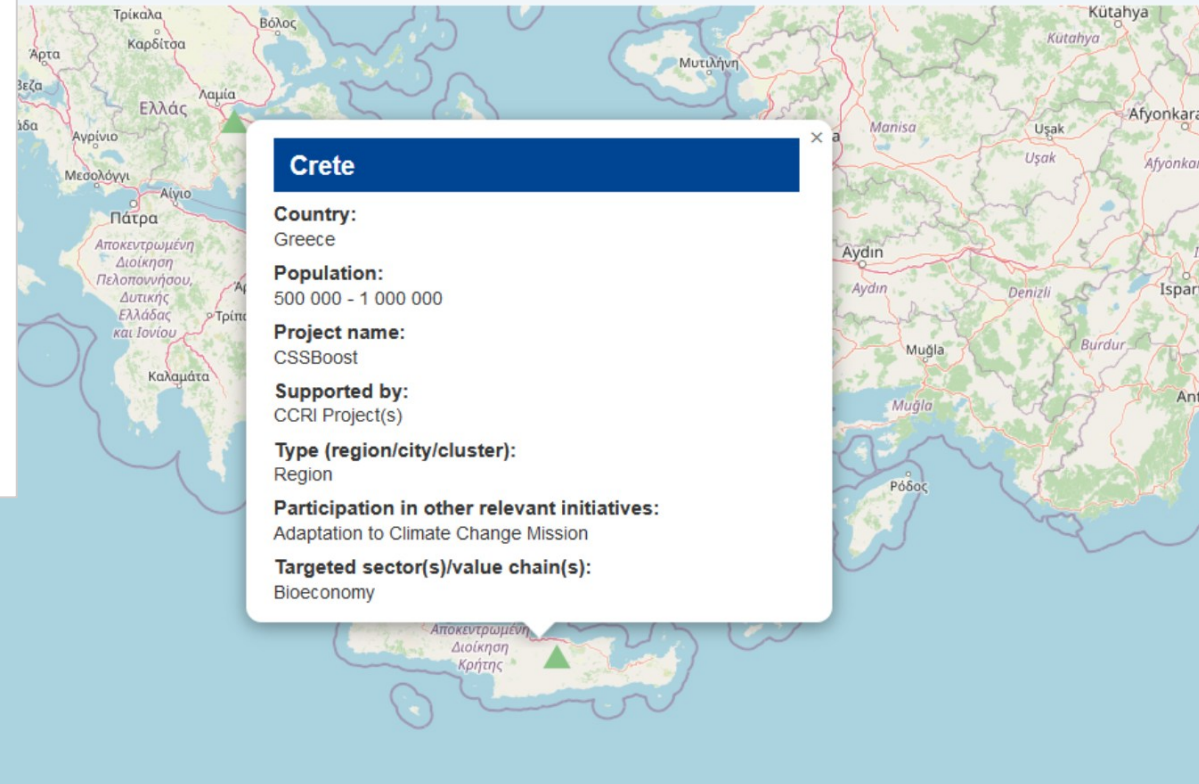 Τρίκαλα
Καρδίτσα
Βόλος
Άρτα
Λαμία
Ελλάς
Αγρίνιο
Μεσολόγγι
Αίγιο
Πάτρα
Αποκεντρωμένη
Διοίκηση
Πελοποννήσου,
Δυτικής
Ελλάδας
και Ιονίου
Καλαμάτα
Μυτιλήνη
Kütahya
Kütahya
Manisa
Uşak
Uşak
Aydın
Aydın
Denizli
Burdur
Muğla
Muğla
Ρόδος
Crete
×
Country:
Greece
Population:
500 000 - 1 000 000
Project name:
CSSBoost
Supported by:
CCRI Project(s)
Type (region/city/cluster):
Region
Participation in other relevant initiatives:
Adaptation to Climate Change Mission
Targeted sector(s)/value chain(s):
Bioeconomy
Αποκεντρωμένη
Διοίκηση
Κρήτης